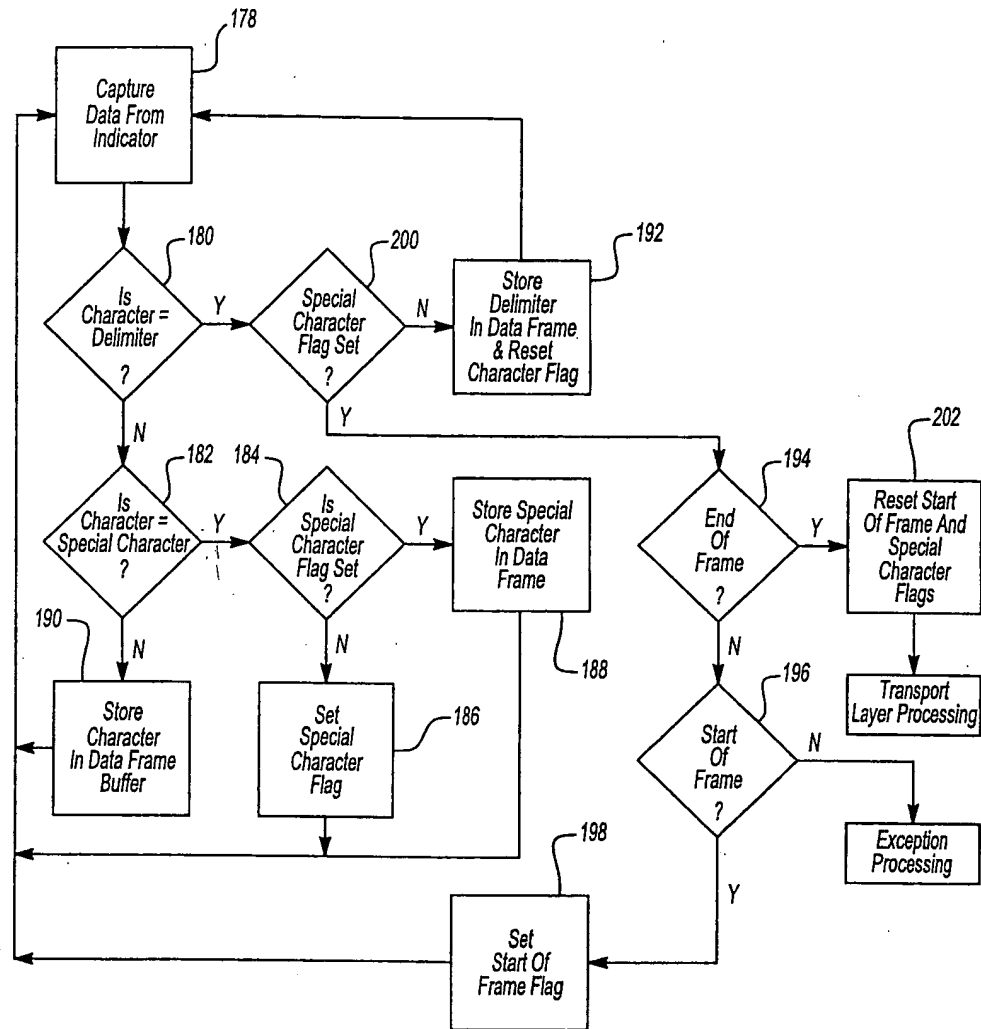 178
Capture
Data From
Indicator
180
Is
Character =
Delimiter
?
Y
N
200
Special
Character
Flag Set
?
N
Y
192
Store
Delimiter
In Data Frame
& Reset
Character Flag
182
Is
Character =
Special Character
?
Y
N
184
Is
Special
Character
Flag Set
?
Y
N
Store Special
Character
In Data
Frame
188
194
End
Of
Frame
?
Y
N
202
Reset Start
Of Frame And
Special
Character
Flags
Transport
Layer Processing
190
Store
Character
In Data Frame
Buffer
Set
Special
Character
Flag
186
196
Start
Of
Frame
?
N
Y
Exception
Processing
198
Set
Start Of
Frame Flag